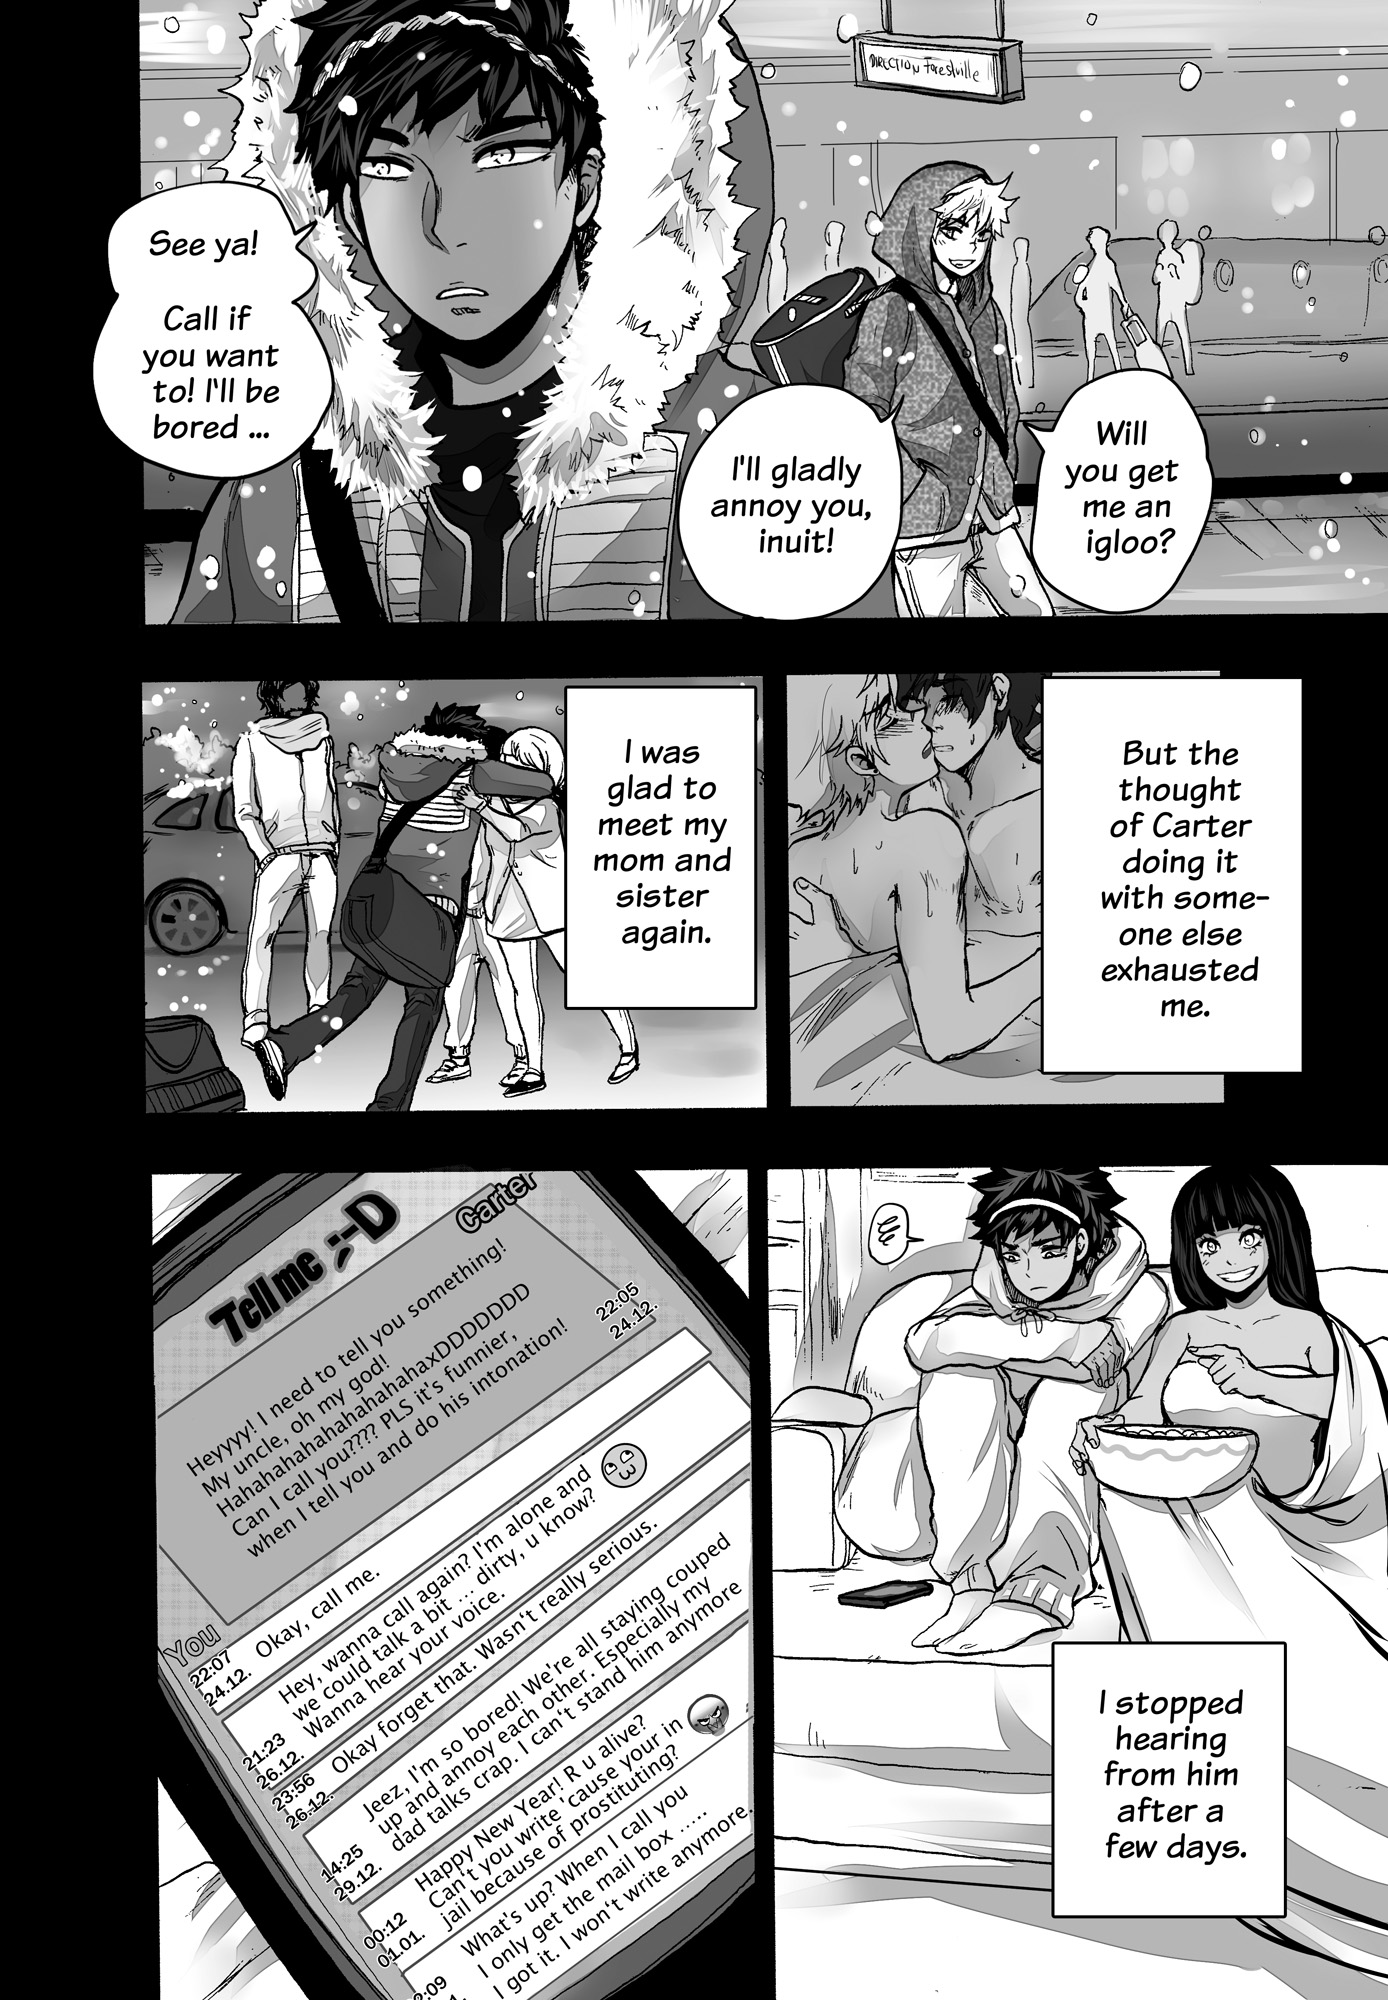 DIRECTION Forestville
See ya!
Call if
you want
to! I'll be
bored ...
I'll gladly
annoy you,
inuit!
Will
you get
me an
igloo?
I was
glad to
meet my
mom and
sister
again.
But the
thought
of Carter
doing it
with some-
one else
exhausted
me.
Tell me ;-D
Carter
Heyyyy! I need to tell you something!
My uncle, oh my god!
HahahahahahahahahahaxDDDDDDD
Can I call you???? PLS it's funnier,
when I tell you and do his intonation!
22:05
24.12.
You
22:07
24.12.
Okay, call me.
Hey, wanna call again? I'm alone and
we could talk a bit ... dirty, u know?
Wanna hear your voice.
21:23
26.12.
Okay forget that. Wasn't really serious.
23:56
26.12.
Jeez, I'm so bored! We're all staying couped
up and annoy each other. Especially my
dad talks crap. I can't stand him anymore
14:25
29.12.
Happy New Year! R u alive?
Can't you write 'cause your in
jail because of prostituting?
00:12
01.01.
What's up? When I call you
I only get the mail box .....
I got it. I won't write anymore.
I stopped
hearing
from him
after a
few days.